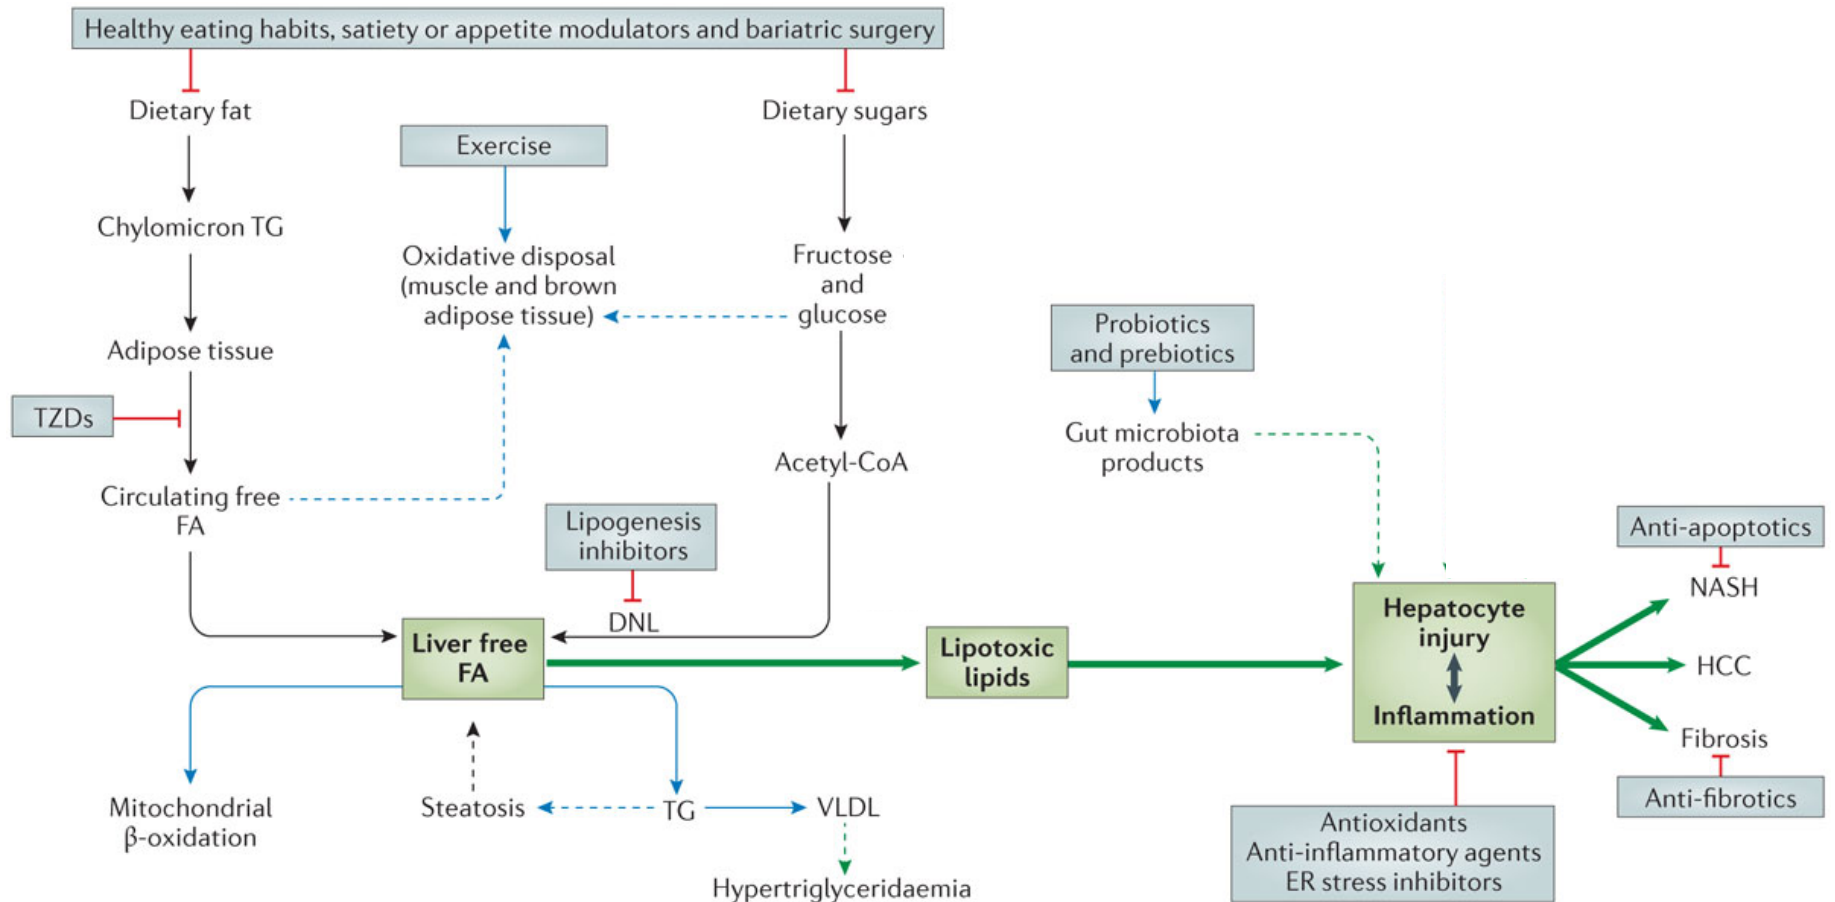 Healthy eating habits, satiety or appetite modulators and bariatric surgery
Dietary fat
Dietary sugars
Exercise
Chylomicron TG
Oxidative disposal
(muscle and brown
adipose tissue)
Fructose
and
glucose
Probiotics
and prebiotics
Adipose tissue
TZDs
Gut microbiota
products
Acetyl-CoA
Circulating free
FA
Lipogenesis
inhibitors
Anti-apoptotics
NASH
DNL
Liver free
FA
Lipotoxic
lipids
Hepatocyte
injury
Inflammation
HCC
Fibrosis
Anti-fibrotics
Mitochondrial
β-oxidation
Steatosis
TG
VLDL
Hypertriglyceridaemia
Antioxidants
Anti-inflammatory agents
ER stress inhibitors